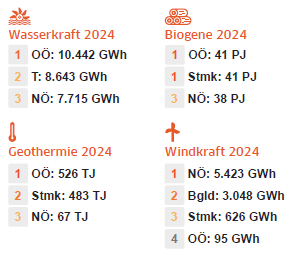 Wasserkraft 2024
1 OÖ: 10.442 GWh
2 T: 8.643 GWh
3 NÖ: 7.715 GWh
Biogene 2024
1 OÖ: 41 PJ
1 Stmk: 41 PJ
3 NÖ: 38 PJ
Geothermie 2024
1 OÖ: 526 TJ
2 Stmk: 483 TJ
3 NÖ: 67 TJ
Windkraft 2024
1 NÖ: 5.423 GWh
2 Bgld: 3.048 GWh
3 Stmk: 626 GWh
4 OÖ: 95 GWh